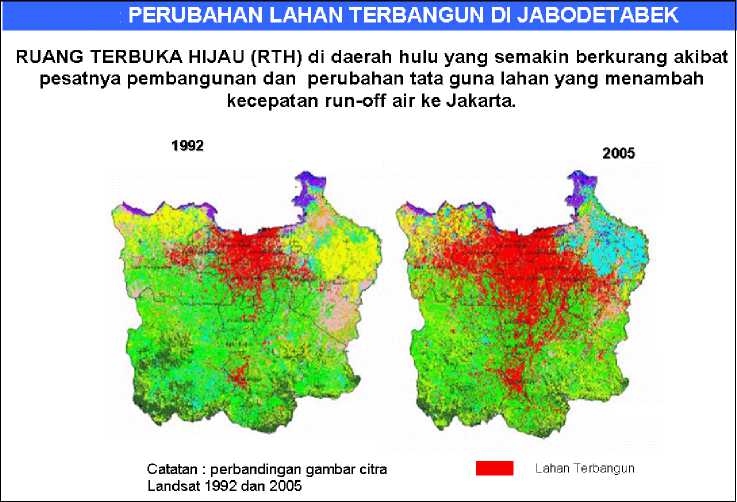 : PERUBAHAN LAHAN TERBANGUN DI JABODETABEK
RUANG TERBUKA HIJAU (RTH) di daerah hulu yang semakin berkurang akibat
pesatnya pembangunan dan perubahan tata guna lahan yang menambah
kecepatan run-off air ke Jakarta.
1992
2005
Catatan : perbandingan gambar citra
Landsat 1992 dan 2005
Lahan Terbangun